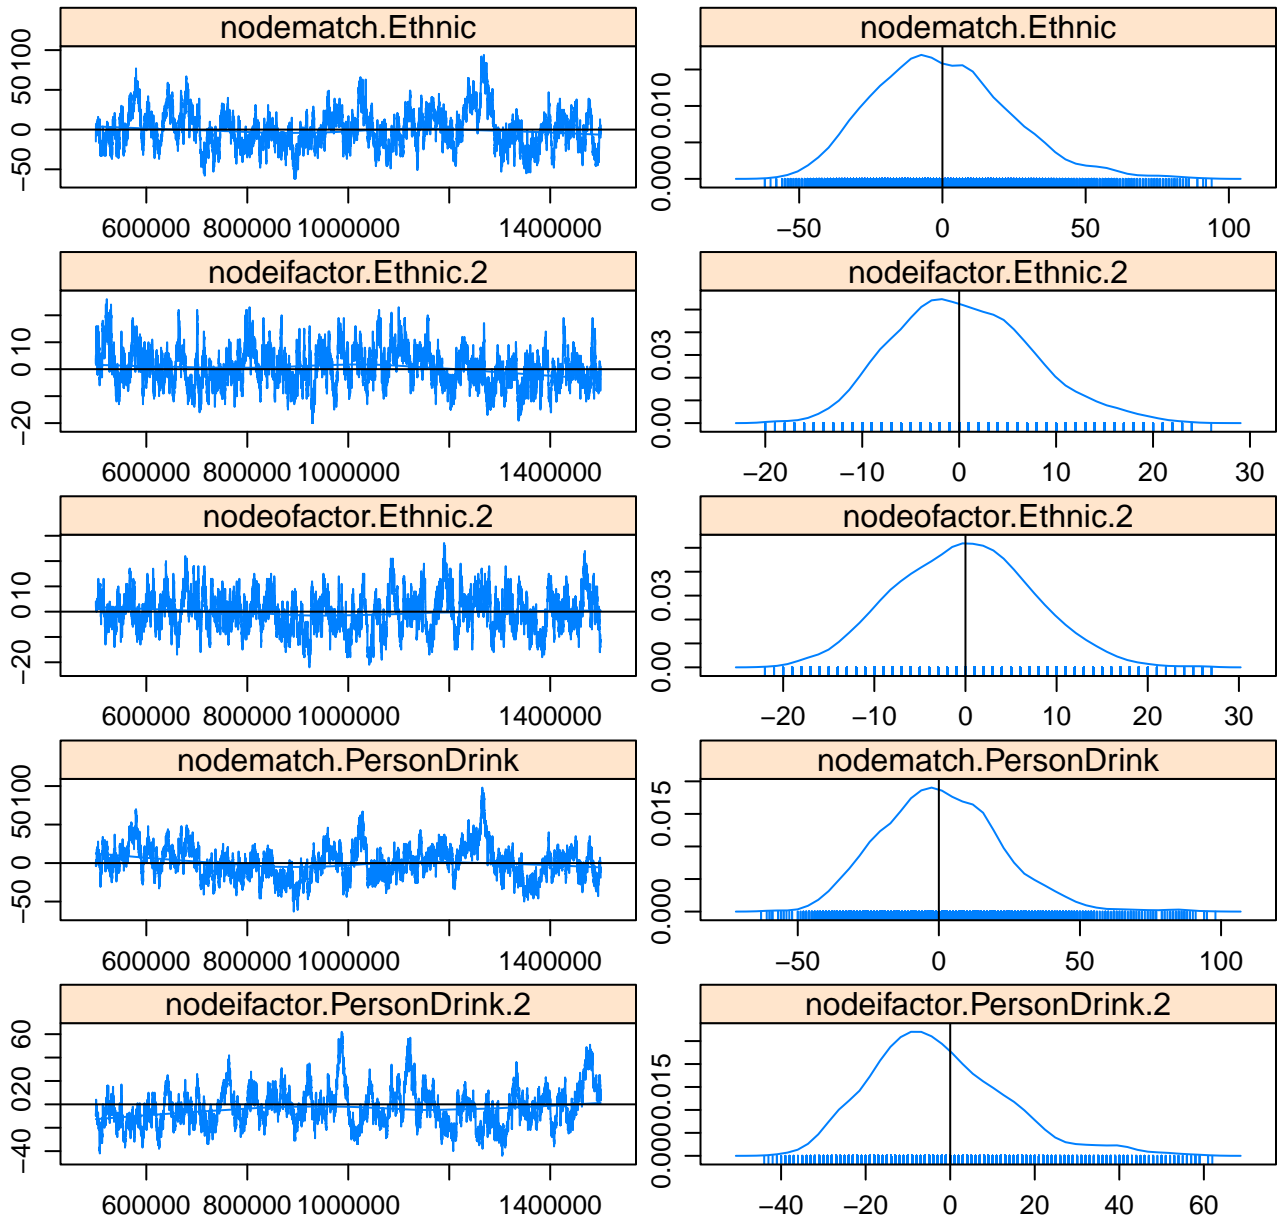 nodematch.Ethnic
−50 0 50 100
600000 800000 1000000 1400000
nodematch.Ethnic
0.000 0.010
−50 0 50 100
nodeifactor.Ethnic.2
−20 0 10
600000 800000 1000000 1400000
nodeifactor.Ethnic.2
0.00 0.03
−20 −10 0 10 20 30
nodeofactor.Ethnic.2
−20 0 10
600000 800000 1000000 1400000
nodeofactor.Ethnic.2
0.00 0.03
−20 −10 0 10 20 30
nodematch.PersonDrink
−50 0 50 100
600000 800000 1000000 1400000
nodematch.PersonDrink
0.000 0.015
−50 0 50 100
nodeifactor.PersonDrink.2
−40 0 20 60
600000 800000 1000000 1400000
nodeifactor.PersonDrink.2
0.000 0.015
−40 −20 0 20 40 60